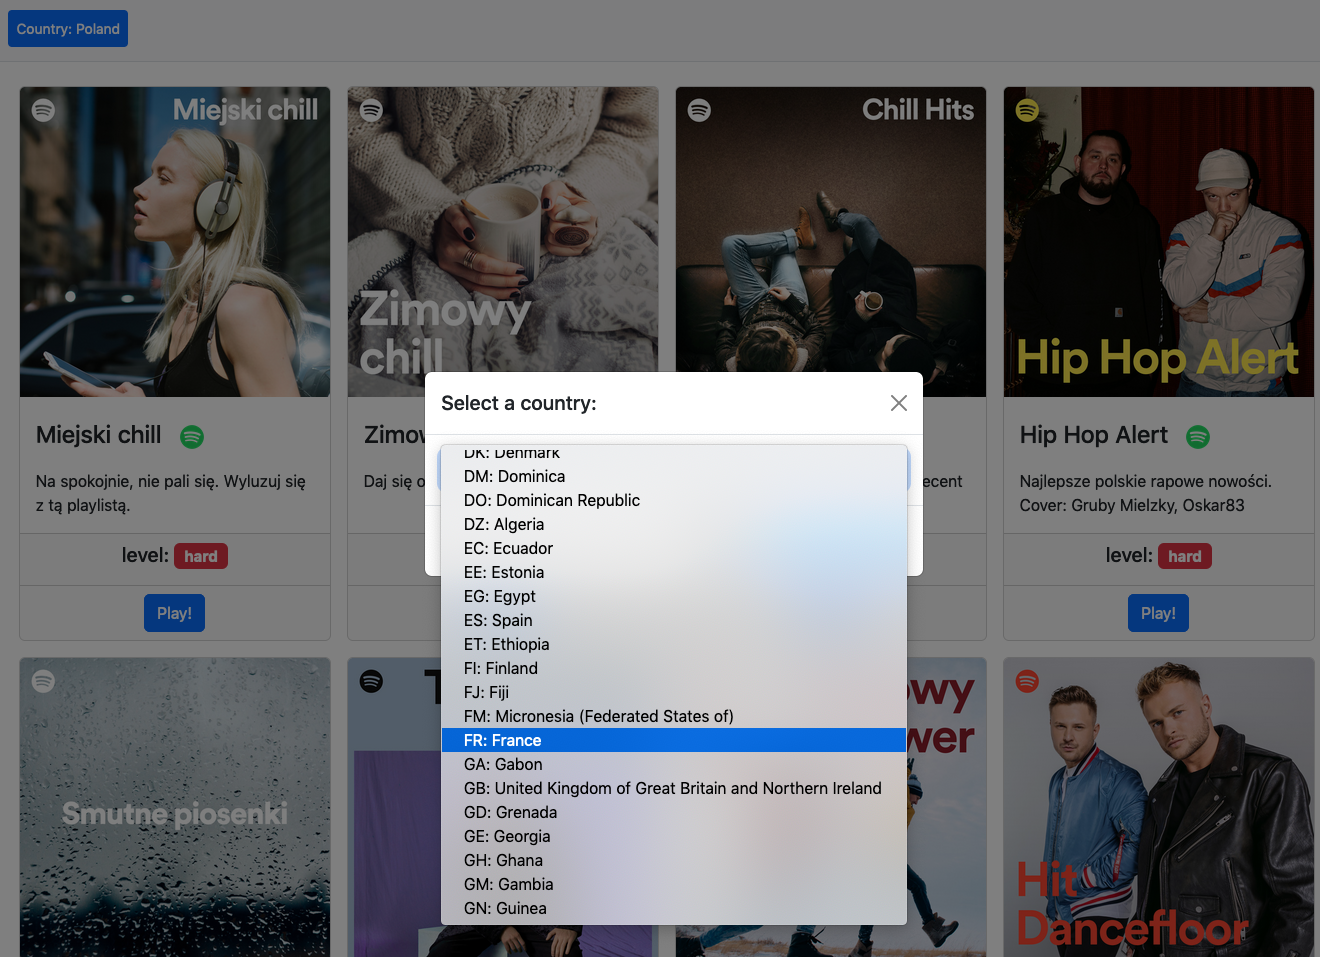 Country: Poland
Miejski chill
Zimowy
chill
Chill Hits
Hip Hop Alert
Select a country:
Miejski chill
Na spokojnie, nie pali się. Wyluzuj się
z tą playlistą.
level: hard
Play!
Daj się
ecent
Hip Hop Alert
Najlepsze polskie rapowe nowości.
Cover: Gruby Mielzky, Oskar83
level: hard
Play!
DK: Denmark
DM: Dominica
DO: Dominican Republic
DZ: Algeria
EC: Ecuador
EE: Estonia
EG: Egypt
ES: Spain
ET: Ethiopia
FI: Finland
FJ: Fiji
FM: Micronesia (Federated States of)
FR: France
GA: Gabon
GB: United Kingdom of Great Britain and Northern Ireland
GD: Grenada
GE: Georgia
GH: Ghana
GM: Gambia
GN: Guinea
Smutne piosenki
owy
wer
Hit
Dancefloor